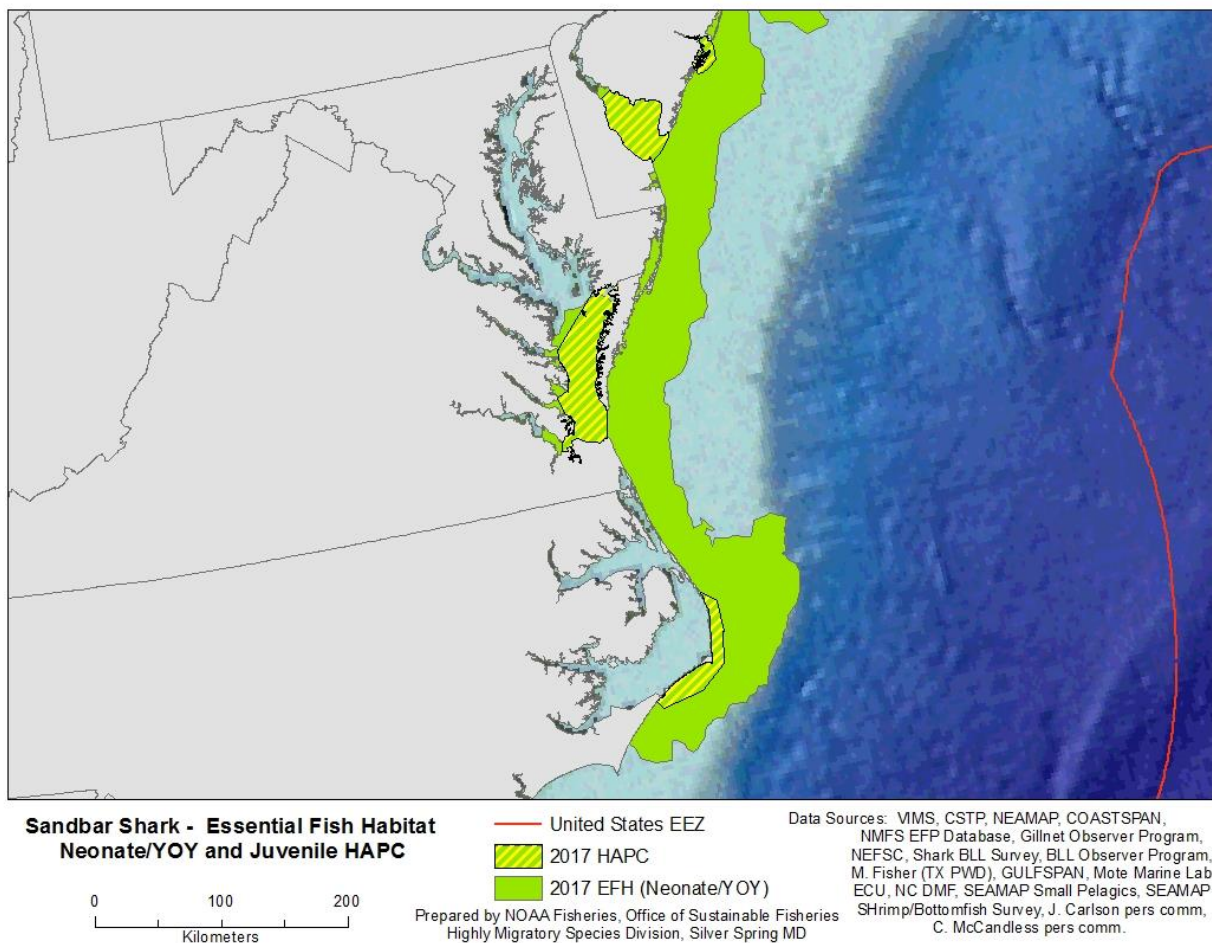 Sandbar Shark - Essential Fish Habitat
Neonate/YOY and Juvenile HAPC
0 100 200
Kilometers
United States EEZ
2017 HAPC
2017 EFH (Neonate/YOY)
Prepared by NOAA Fisheries, Office of Sustainable Fisheries
Highly Migratory Species Division, Silver Spring MD
Data Sources: VIMS, CSTP, NEAMAP, COASTSPAN,
NMFS EFP Database, Gillnet Observer Program,
NEFSC, Shark BLL Survey, BLL Observer Program,
M. Fisher (TX PWD), GULFSPAN, Mote Marine Lab
ECU, NC DMF, SEAMAP Small Pelagics, SEAMAP
SHrimp/Bottomfish Survey, J. Carlson pers comm,
C. McCandless pers comm.